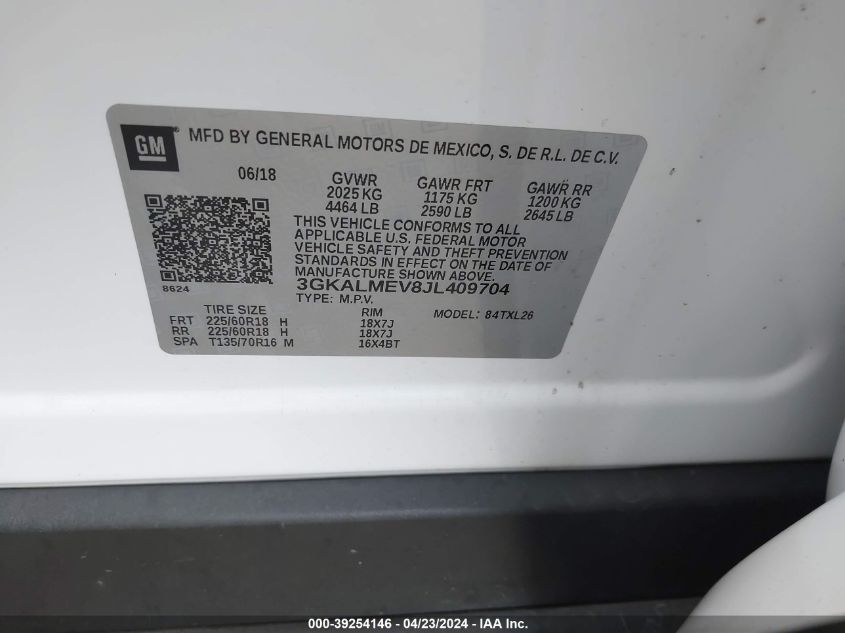 GM MFD BY GENERAL MOTORS DE MEXICO, S. DE R.L. DE C.V.
06/18 GVWR GAWR FRT GAWR RR
2025 KG 1175 KG 1200 KG
4464 LB 2590 LB 2645 LB
THIS VEHICLE CONFORMS TO ALL
APPLICABLE U.S. FEDERAL MOTOR
VEHICLE SAFETY AND THEFT PREVENTION
STANDARDS IN EFFECT ON THE DATE OF
MANUFACTURE SHOWN ABOVE.
8624 3GKALMEV8JL409704
TYPE: M.P.V.
TIRE SIZE RIM MODEL: 84TXL26
FRT 225/60R18 H 18X7J
RR 225/60R18 H 18X7J
SPA T135/70R16 M 16X4BT
000-39254146 - 04/23/2024 - IAA, Inc.